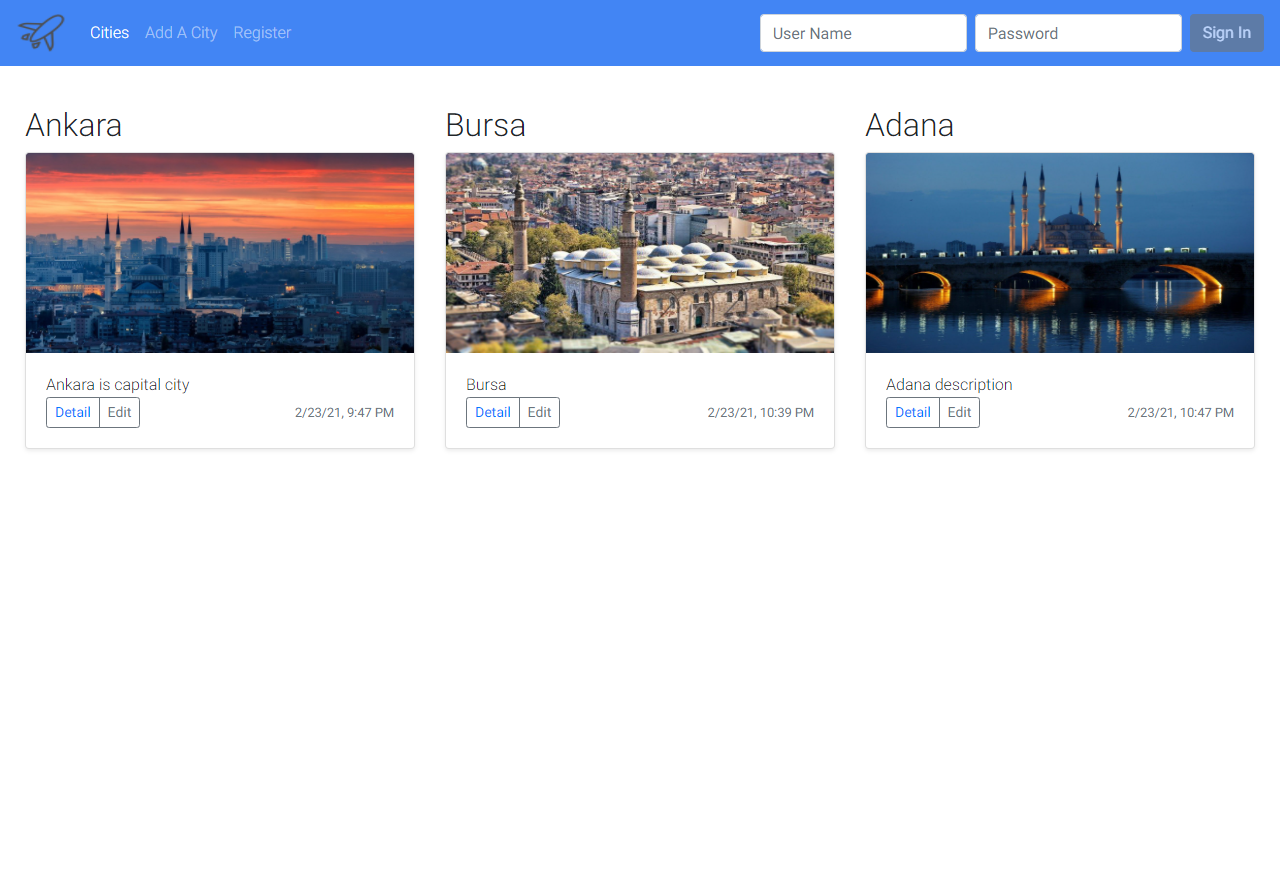 Cities Add A City Register User Name Password Sign In
Ankara
Ankara is capital city
Detail Edit 2/23/21, 9:47 PM
Bursa
Bursa
Detail Edit 2/23/21, 10:39 PM
Adana
Adana description
Detail Edit 2/23/21, 10:47 PM